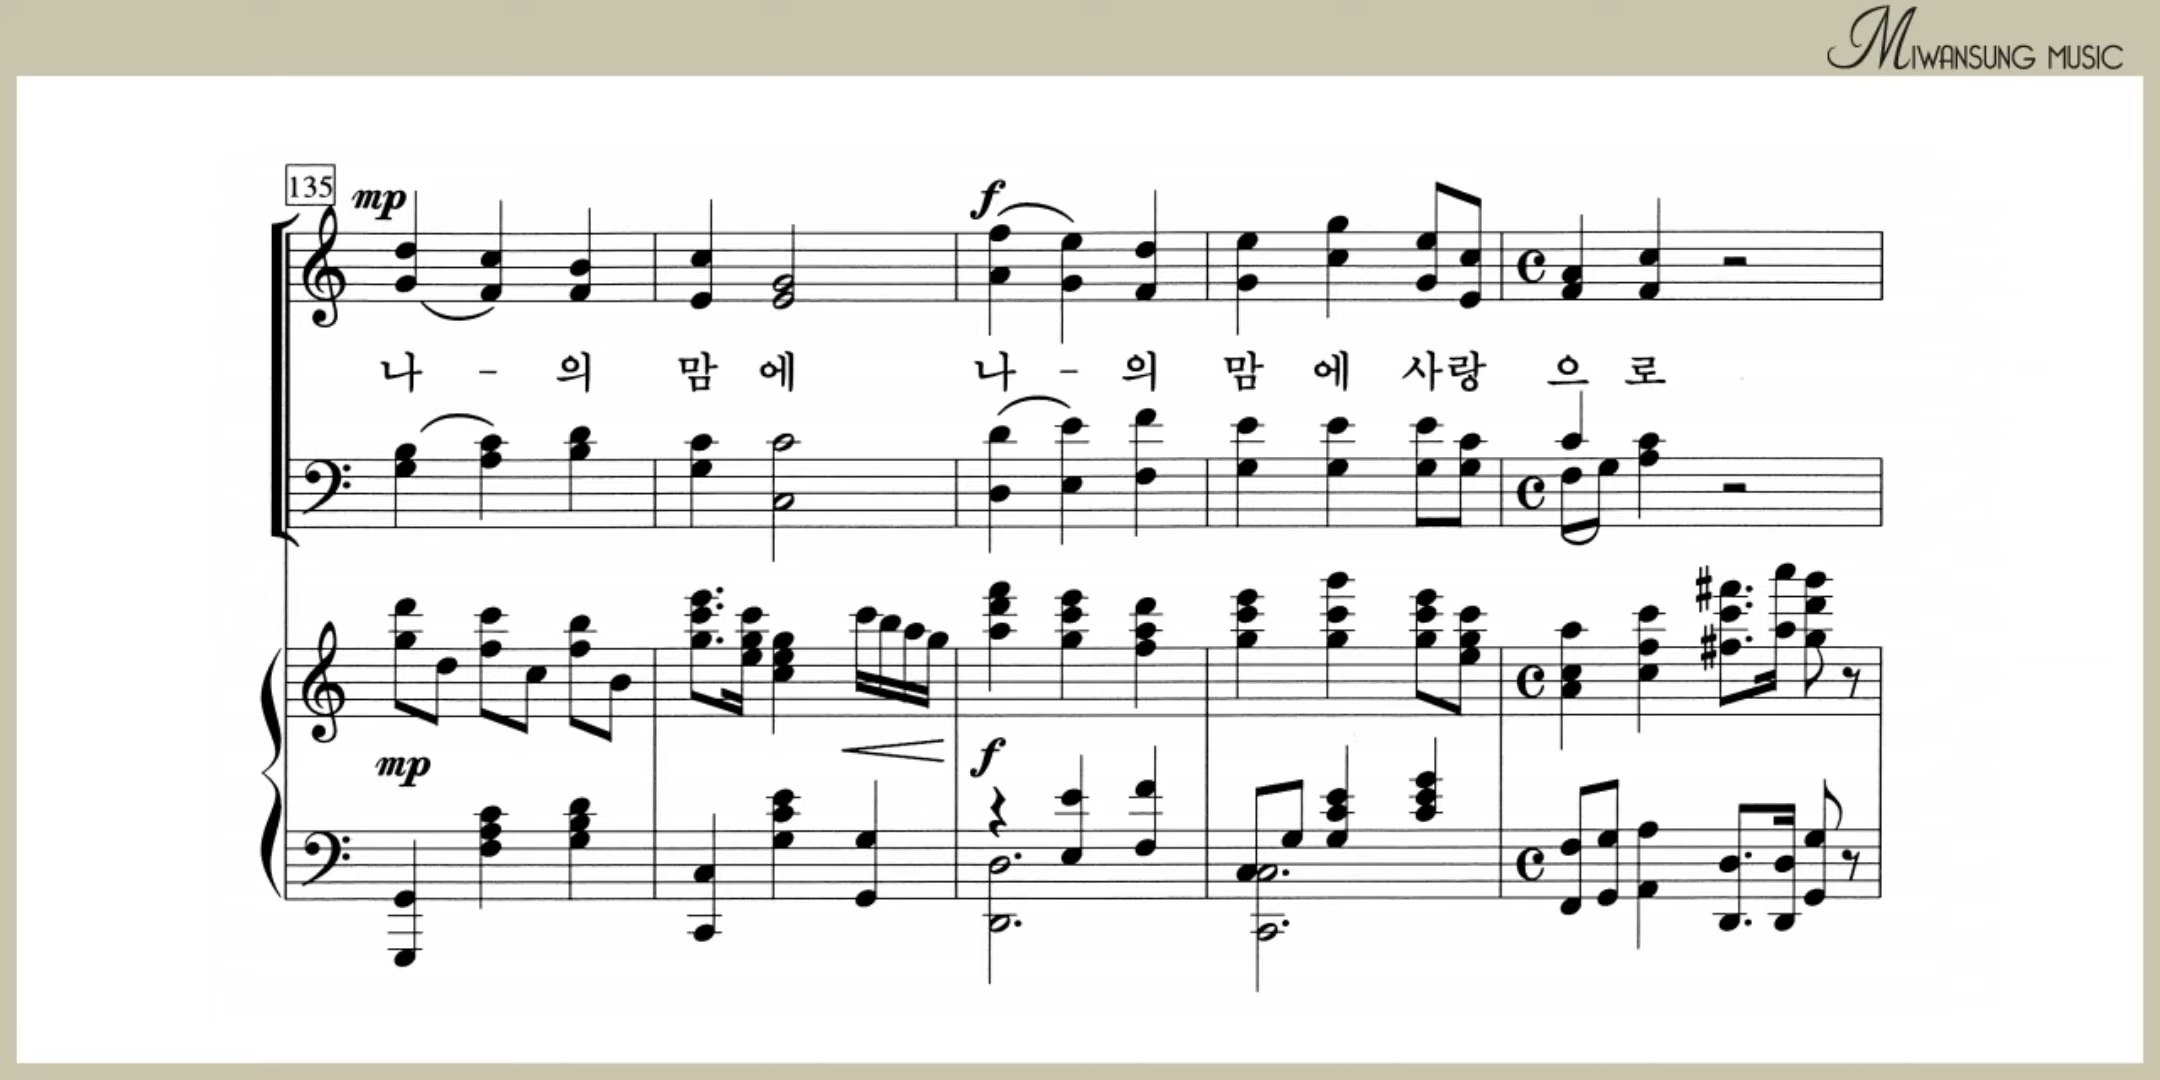 MIWANSUNG MUSIC
135
mp
f
나 - 의 맘 에 나 - 의 맘 에 사랑 으 로
mp
f